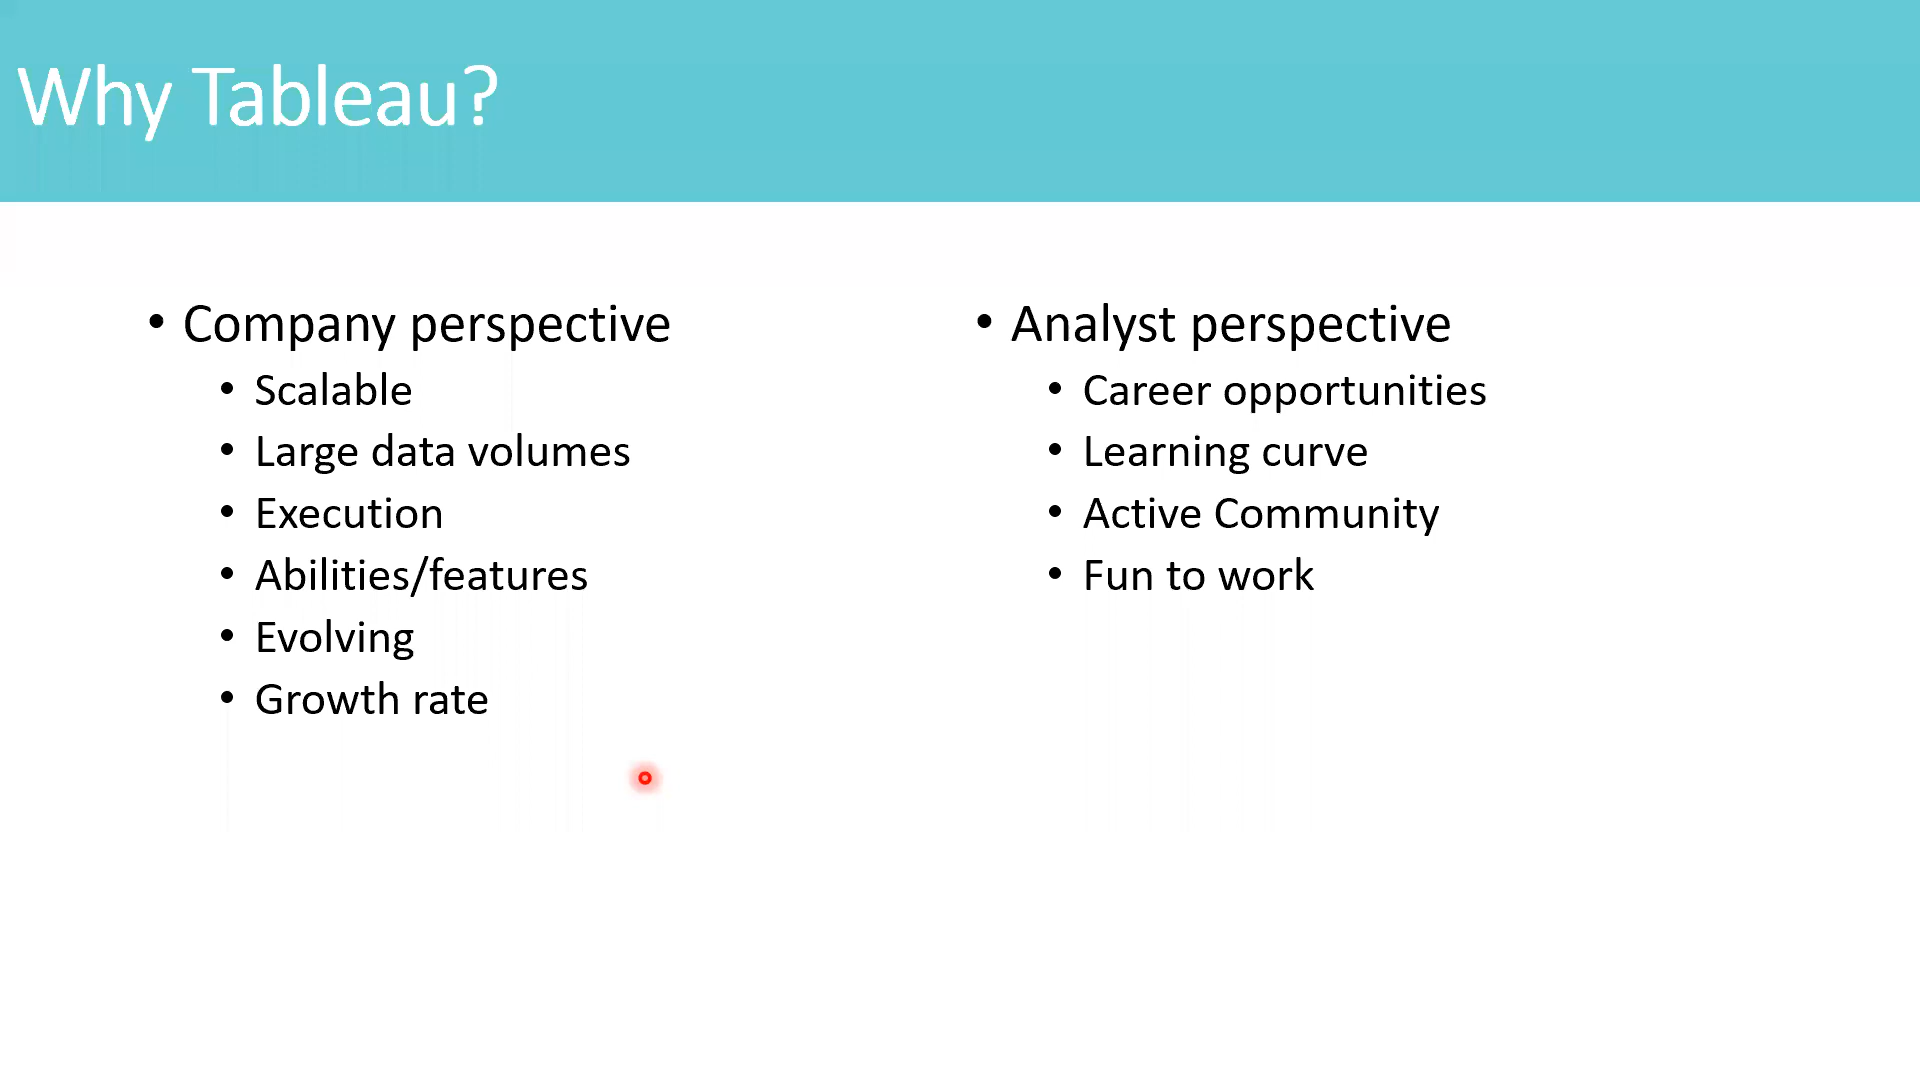 Why Tableau?
• Company perspective
• Scalable
• Large data volumes
• Execution
• Abilities/features
• Evolving
• Growth rate
• Analyst perspective
• Career opportunities
• Learning curve
• Active Community
• Fun to work